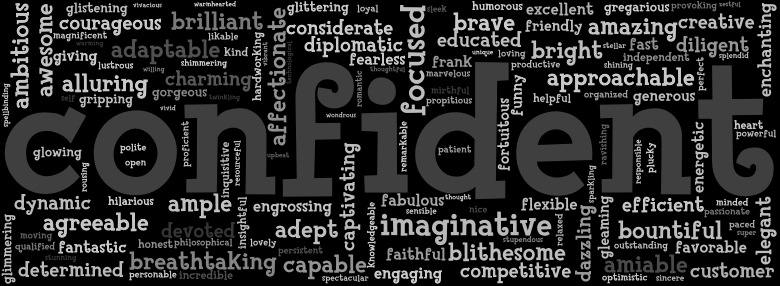 glistening
vivacious
warmhearted
glittering
loyal
sleek
humorous
excellent
gregarious
provoking
zestful
courageous
brilliant
considerate
brave
friendly
amazing
creative
magnificent
likable
diplomatic
educated
bright
stellar
fast
diligent
warming
adaptable
kind
fearless
frank
unique
loving
independent
splendid
giving
lustrous
shimmering
productive
shining
willing
charming
thoughtful
marvelous
approachable
alluring
gorgeous
mirthful
self
gripping
twinkling
propitious
helpful
organized
generous
ambitious
awesome
spellbinding
hardworking
vibrant
technological
affectionate
romantic
focused
funny
perfect
enchanting
vivid
wondrous
confident
glowing
polite
open
rousing
proficient
inquisitive
resourceful
upbeat
captivating
remarkable
patient
fortuitous
ravishing
responsible
plucky
energetic
heart
powerful
sparkling
dynamic
hilarious
ample
engrossing
fabulous
thought
flexible
efficient
minded
passionate
agreeable
insightful
knowledgeable
sensible
nice
imaginative
relaxed
gleaming
bountiful
paced
super
moving
devoted
adept
stupendous
qualified
fantastic
honest
philosophical
lovely
persistent
faithful
blithesome
outstanding
favorable
elegant
stunning
breathtaking
capable
dazzling
amiable
glimmering
determined
personable
incredible
spectacular
engaging
competitive
optimistic
sincere
customer